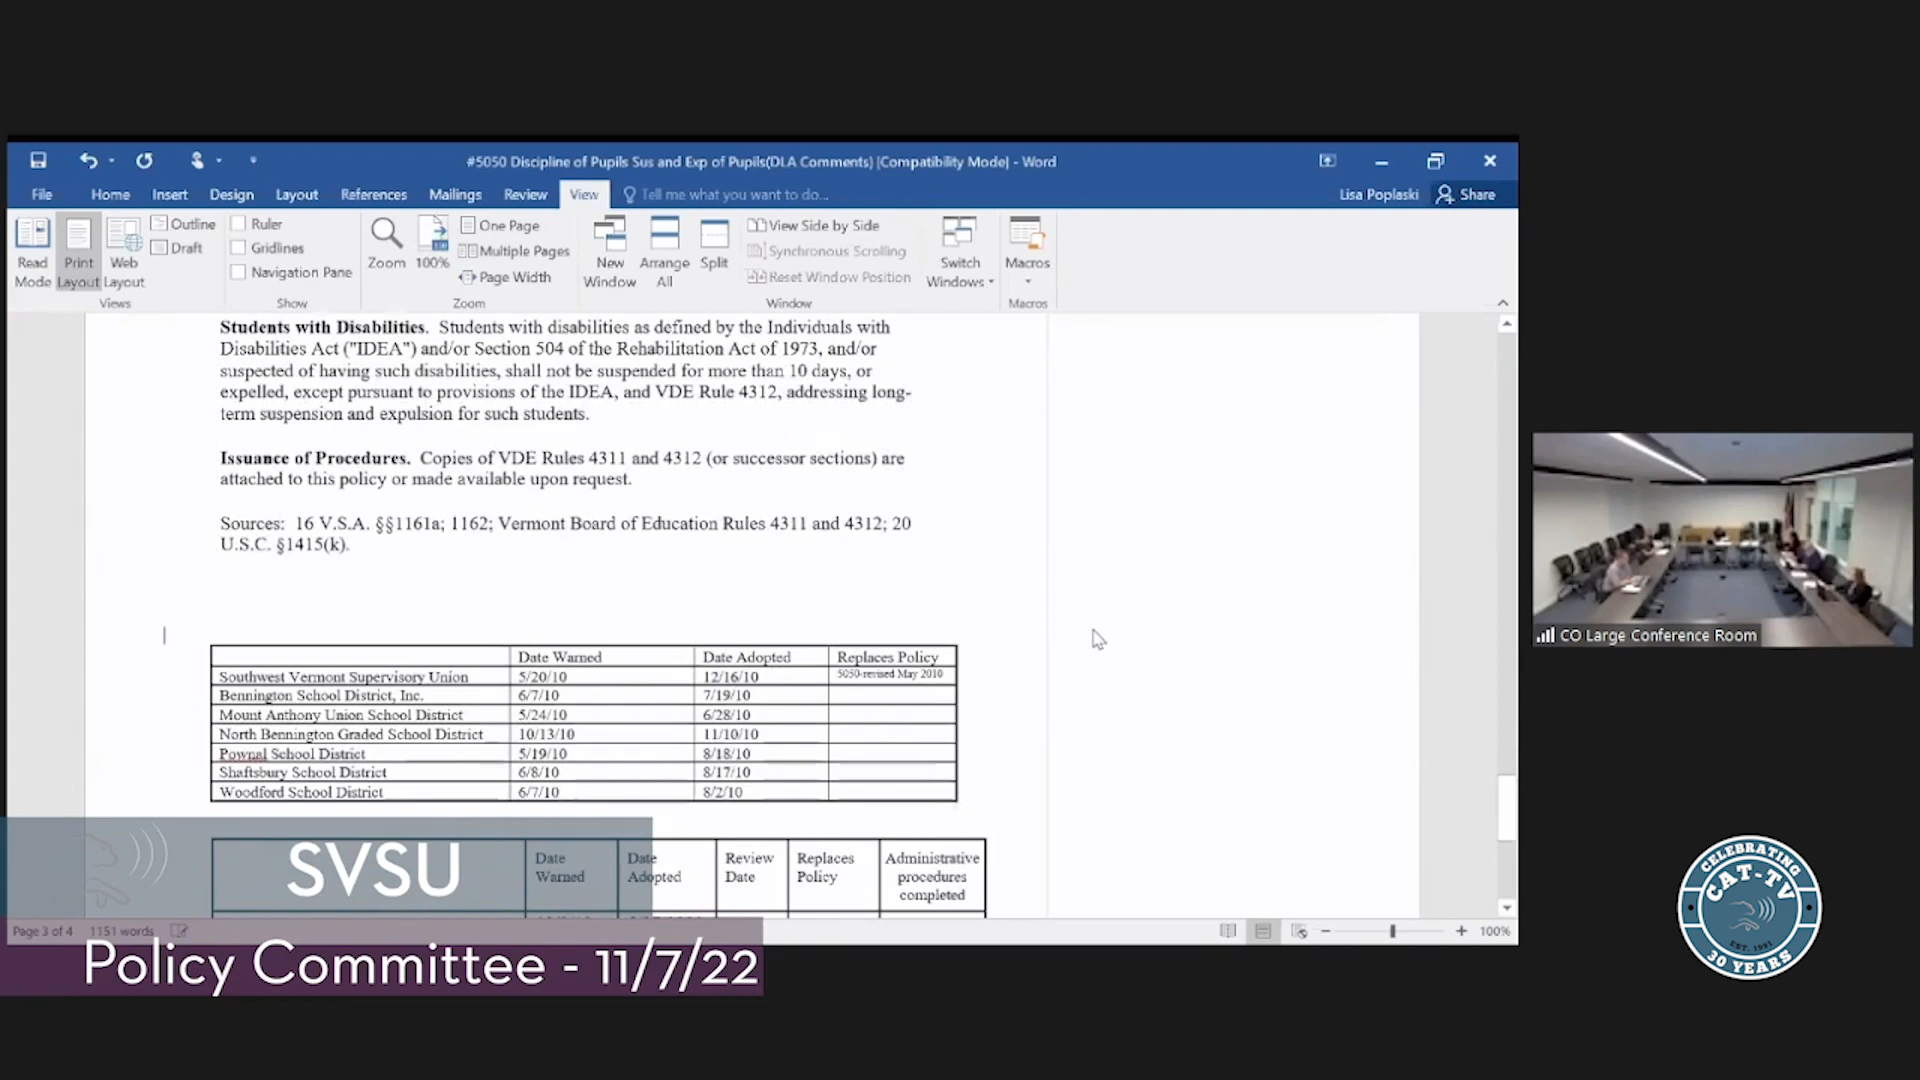 #5050 Discipline of Pupils Sus and Exp of Pupils(DLA Comments) [Compatibility Mode] - Word
File Home Insert Design Layout References Mailings Review View Tell me what you want to do... Lisa Poplaski Share
Read Mode
Print Layout
Web Layout
Outline
Draft
Views
Ruler
Gridlines
Navigation Pane
Show
Zoom
100%
One Page
Multiple Pages
Page Width
Zoom
New Window
Arrange All
Split
View Side by Side
Synchronous Scrolling
Reset Window Position
Window
Switch Windows
Macros
Macros
Students with Disabilities. Students with disabilities as defined by the Individuals with
Disabilities Act ("IDEA") and/or Section 504 of the Rehabilitation Act of 1973, and/or
suspected of having such disabilities, shall not be suspended for more than 10 days, or
expelled, except pursuant to provisions of the IDEA, and VDE Rule 4312, addressing long-
term suspension and expulsion for such students.
Issuance of Procedures. Copies of VDE Rules 4311 and 4312 (or successor sections) are
attached to this policy or made available upon request.
Sources: 16 V.S.A. §§1161a; 1162; Vermont Board of Education Rules 4311 and 4312; 20
U.S.C. §1415(k).
Date Warned Date Adopted Replaces Policy
Southwest Vermont Supervisory Union 5/20/10 12/16/10 5050-revised May 2010
Bennington School District, Inc. 6/7/10 7/19/10
Mount Anthony Union School District 5/24/10 6/28/10
North Bennington Graded School District 10/13/10 11/10/10
Pownal School District 5/19/10 8/18/10
Shaftsbury School District 6/8/10 8/17/10
Woodford School District 6/7/10 8/2/10
Date Warned
Date Adopted
Review Date
Replaces Policy
Administrative procedures completed
Page 3 of 4 1151 words
100%
SVSU
Policy Committee - 11/7/22
CO Large Conference Room
CELEBRATING
CAT-TV
EST. 1991
30 YEARS